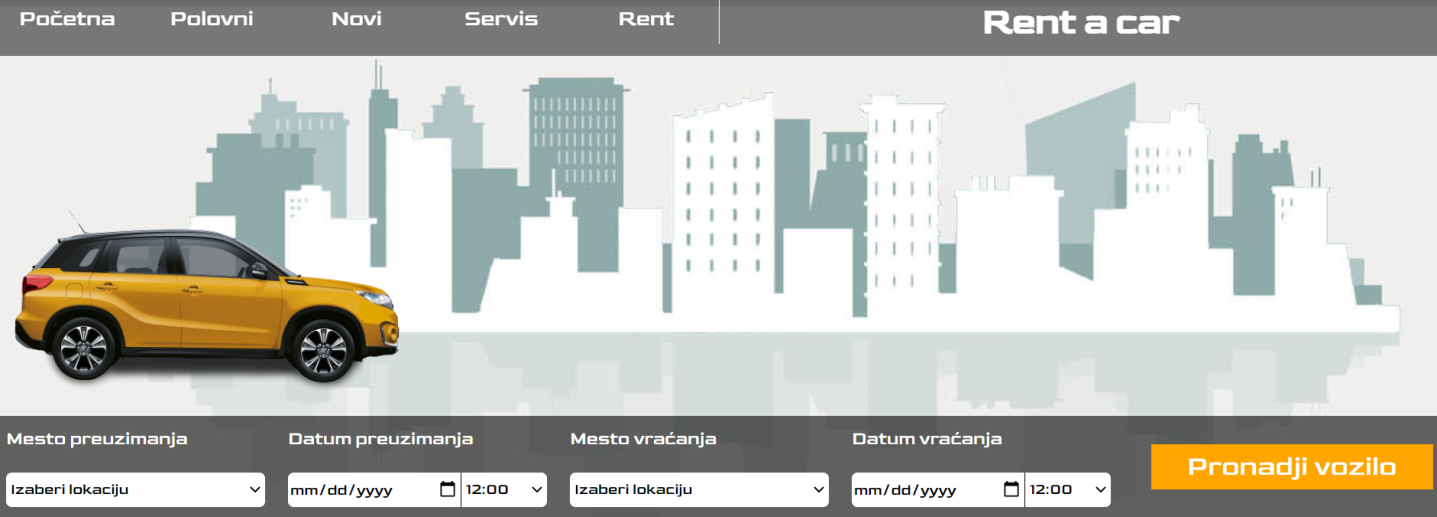 Početna Polovni Novi Servis Rent Rent a car
Mesto preuzimanja Datum preuzimanja Mesto vraćanja Datum vraćanja
Pronadji vozilo
Izaberi lokaciju mm/dd/yyyy 12:00 Izaberi lokaciju mm/dd/yyyy 12:00